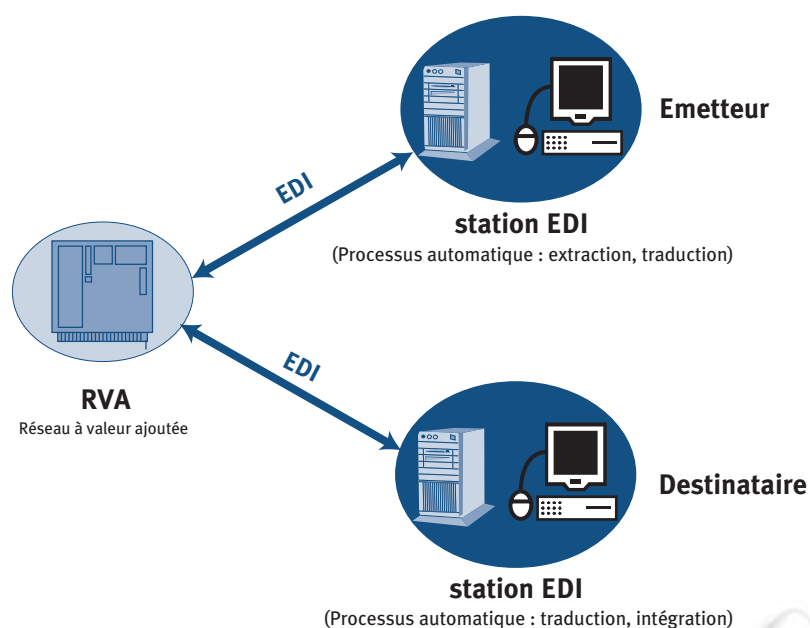 Emetteur
EDI
station EDI
(Processus automatique : extraction, traduction)
EDI
RVA
Réseau à valeur ajoutée
Destinataire
station EDI
(Processus automatique : traduction, intégration)